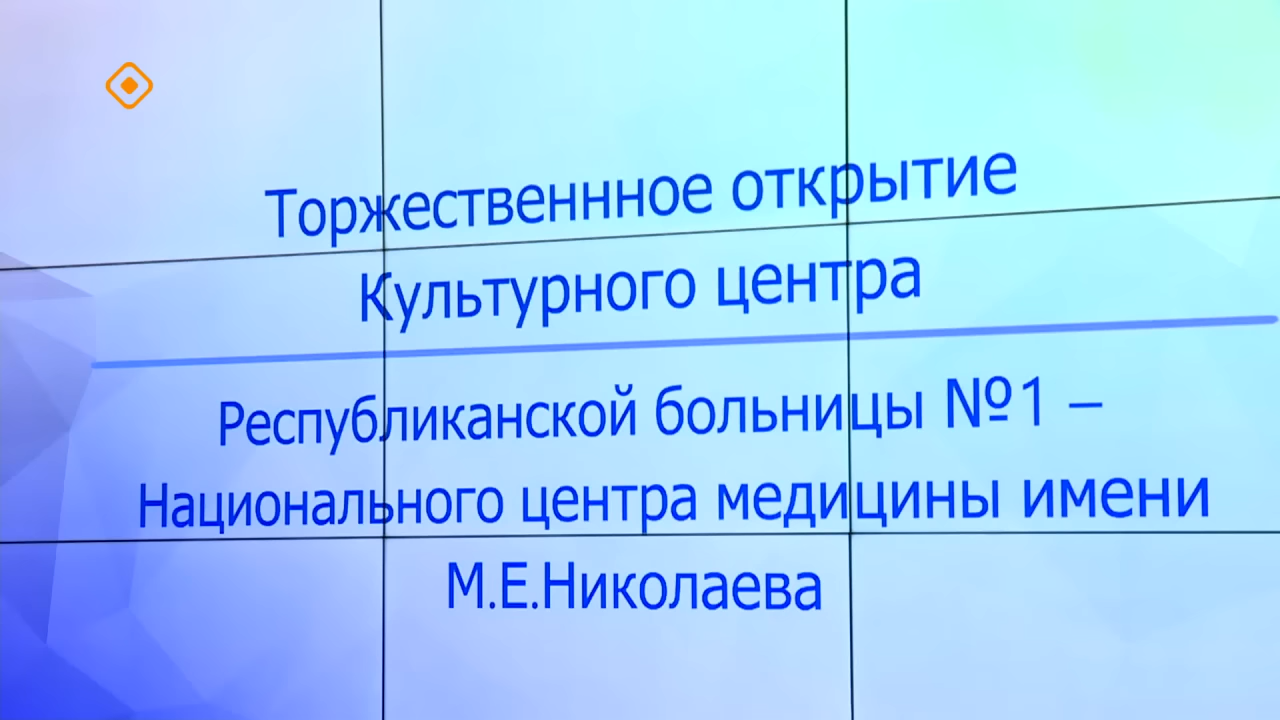 Торжественнное открытие
Культурного центра
Республиканской больницы №1 –
Национального центра медицины имени
М.Е.Николаева